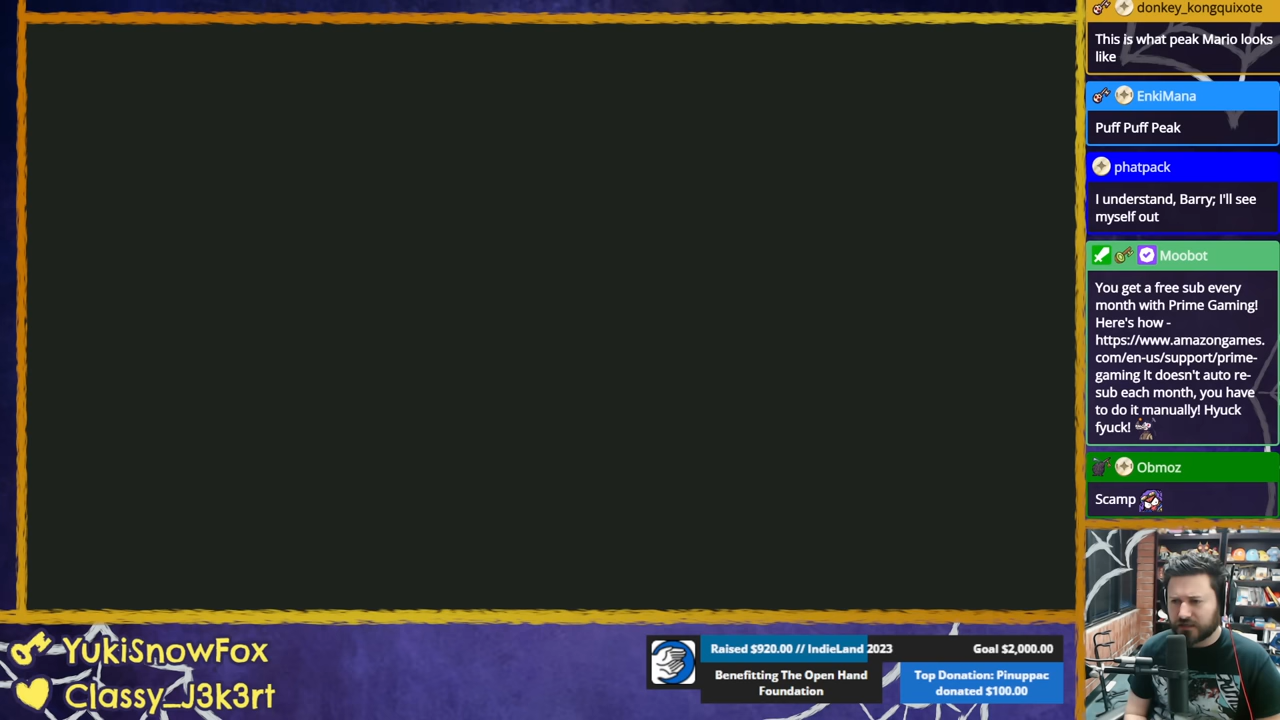 donkey_kongquixote
This is what peak Mario looks
like
EnkiMana
Puff Puff Peak
phatpack
I understand, Barry; I'll see
myself out
Moobot
You get a free sub every
month with Prime Gaming!
Here's how -
https://www.amazongames.
com/en-us/support/prime-
gaming It doesn't auto re-
sub each month, you have
to do it manually! Hyuck
fyuck!
Obmoz
Scamp
YukiSnowFox
Classy_J3k3rt
Raised $920.00 // IndieLand 2023
Goal $2,000.00
Benefitting The Open Hand
Foundation
Top Donation: Pinuppac
donated $100.00